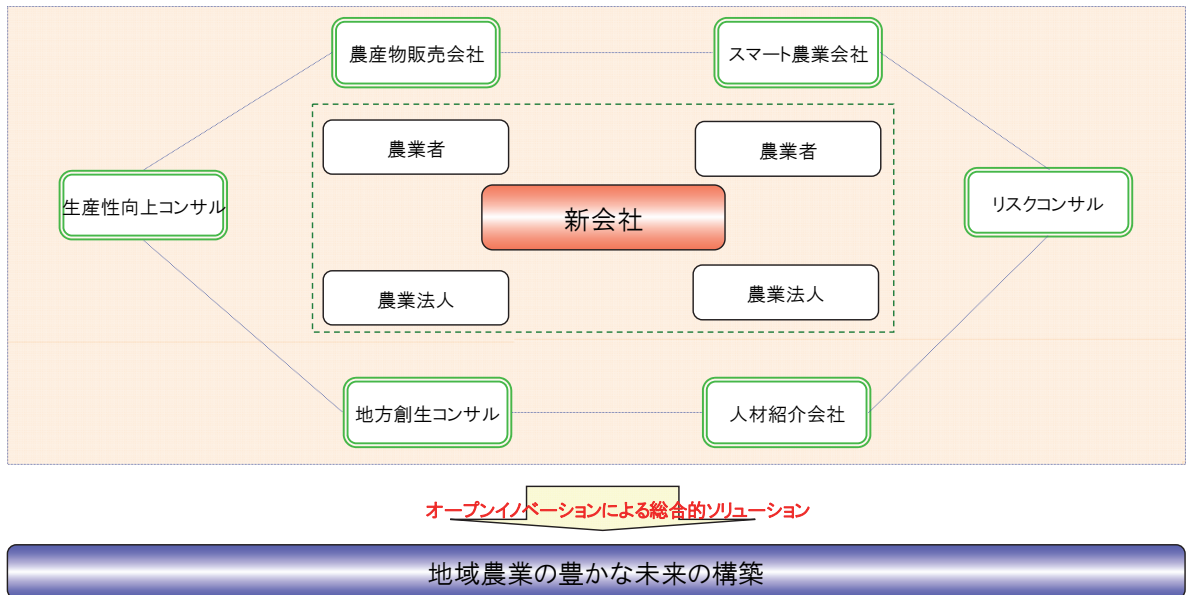 農産物販売会社
スマート農業会社
農業者
農業者
生産性向上コンサル
新会社
リスクコンサル
農業法人
農業法人
地方創生コンサル
人材紹介会社
オープンイノベーションによる総合的ソリューション
地域農業の豊かな未来の構築